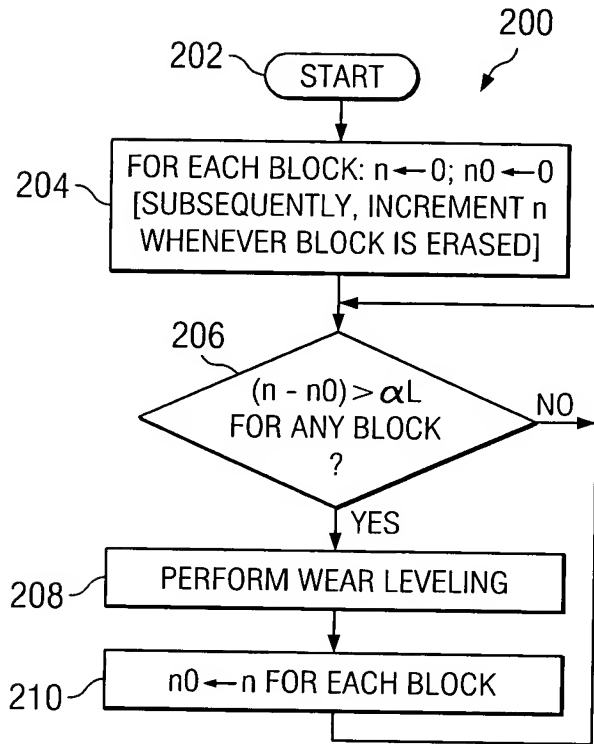 200
202
START
204
FOR EACH BLOCK: n ← 0; n0 ← 0
[SUBSEQUENTLY, INCREMENT n
WHENEVER BLOCK IS ERASED]
206
(n - n0) > αL
FOR ANY BLOCK
?
NO
YES
208
PERFORM WEAR LEVELING
210
n0 ← n FOR EACH BLOCK